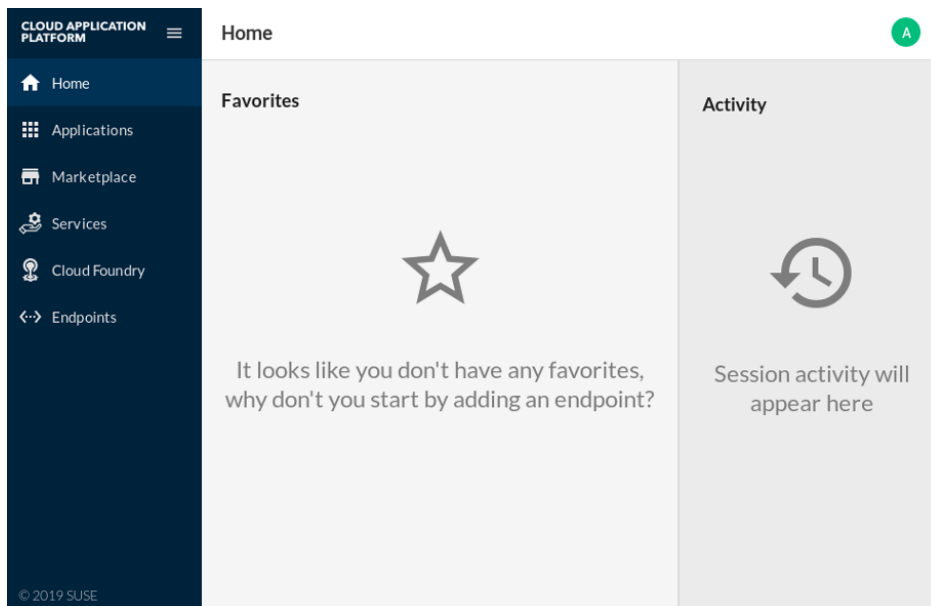 CLOUD APPLICATION
PLATFORM
Home
Applications
Marketplace
Services
Cloud Foundry
Endpoints
© 2019 SUSE
Home
A
Favorites
It looks like you don't have any favorites,
why don't you start by adding an endpoint?
Activity
Session activity will
appear here